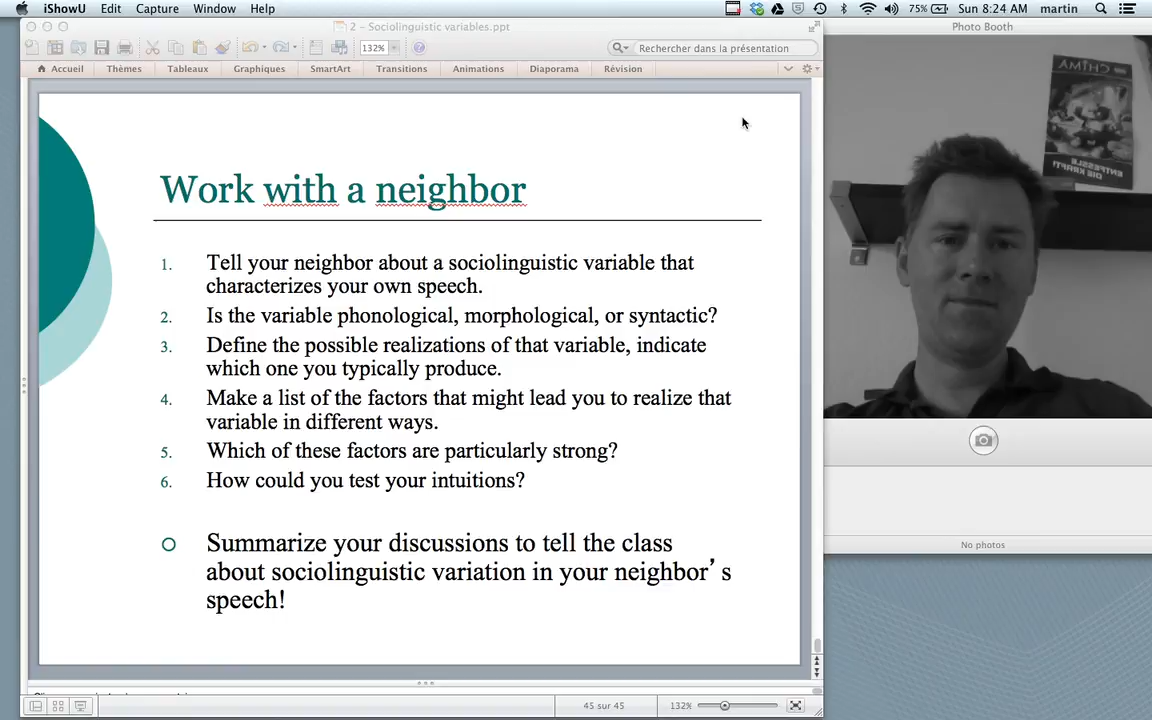 iShowU Edit Capture Window Help
75% Sun 8:24 AM martin
2 – Sociolinguistic variables.ppt
Photo Booth
132%
Rechercher dans la présentation
Accueil Thèmes Tableaux Graphiques SmartArt Transitions Animations Diaporama Révision
CHIMA
ENTFESSLE
DIE KRAFT
Work with a neighbor
1. Tell your neighbor about a sociolinguistic variable that
characterizes your own speech.
2. Is the variable phonological, morphological, or syntactic?
3. Define the possible realizations of that variable, indicate
which one you typically produce.
4. Make a list of the factors that might lead you to realize that
variable in different ways.
5. Which of these factors are particularly strong?
6. How could you test your intuitions?
Summarize your discussions to tell the class
about sociolinguistic variation in your neighbor’s
speech!
No photos
45 sur 45
132%